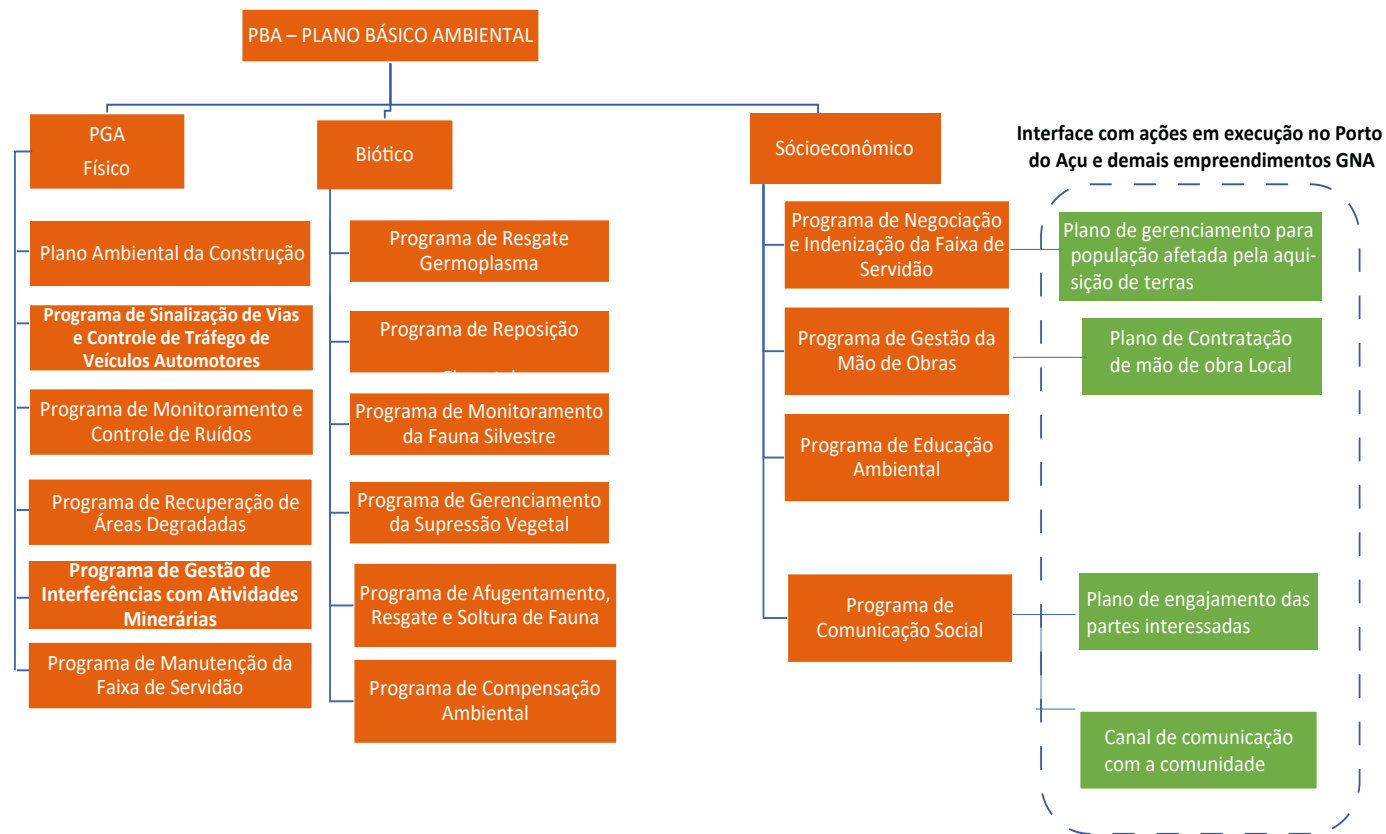 PBA – PLANO BÁSICO AMBIENTAL
PGA
Físico
Plano Ambiental da Construção
Programa de Sinalização de Vias
e Controle de Tráfego de
Veículos Automotores
Programa de Monitoramento e
Controle de Ruídos
Programa de Recuperação de
Áreas Degradadas
Programa de Gestão de
Interferências com Atividades
Minerárias
Programa de Manutenção da
Faixa de Servidão
Biótico
Programa de Resgate
Germoplasma
Programa de Reposição
Programa de Monitoramento
da Fauna Silvestre
Programa de Gerenciamento
da Supressão Vegetal
Programa de Afugentamento,
Resgate e Soltura de Fauna
Programa de Compensação
Ambiental
Sócioeconômico
Programa de Negociação
e Indenização da Faixa de
Servidão
Programa de Gestão da
Mão de Obras
Programa de Educação
Ambiental
Programa de
Comunicação Social
Interface com ações em execução no Porto
do Açu e demais empreendimentos GNA
Plano de gerenciamento para
população afetada pela aqui-
sição de terras
Plano de Contratação
de mão de obra Local
Plano de engajamento das
partes interessadas
Canal de comunicação
com a comunidade